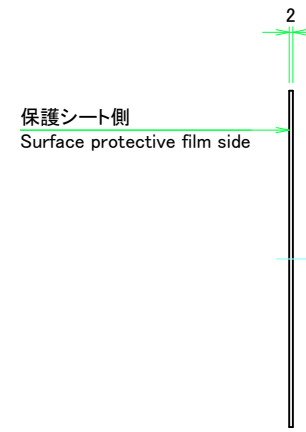 2
保護シート側
Surface protective film side